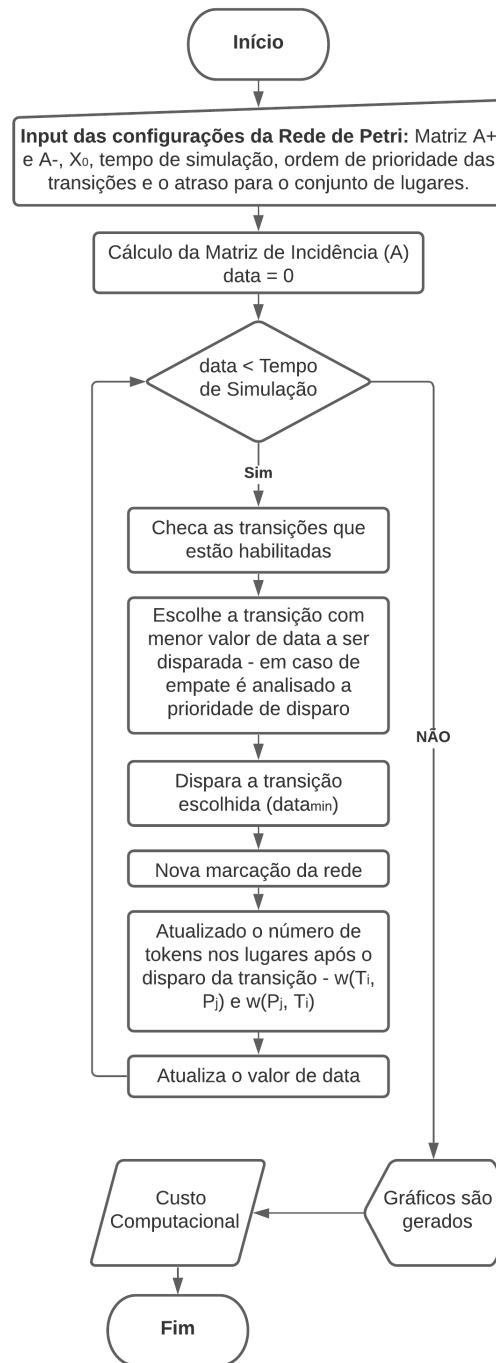 Início
Input das configurações da Rede de Petri: Matriz A+
e A-, X₀, tempo de simulação, ordem de prioridade das
transições e o atraso para o conjunto de lugares.
Cálculo da Matriz de Incidência (A)
data = 0
data < Tempo
de Simulação
Sim
Checa as transições que
estão habilitadas
Escolhe a transição com
menor valor de data a ser
disparada - em caso de
empate é analisado a
prioridade de disparo
NÃO
Dispara a transição
escolhida (datamin)
Nova marcação da rede
Atualizado o número de
tokens nos lugares após o
disparo da transição - w(Tᵢ,
Pⱼ) e w(Pⱼ, Tᵢ)
Atualiza o valor de data
Custo
Computacional
Gráficos são
gerados
Fim